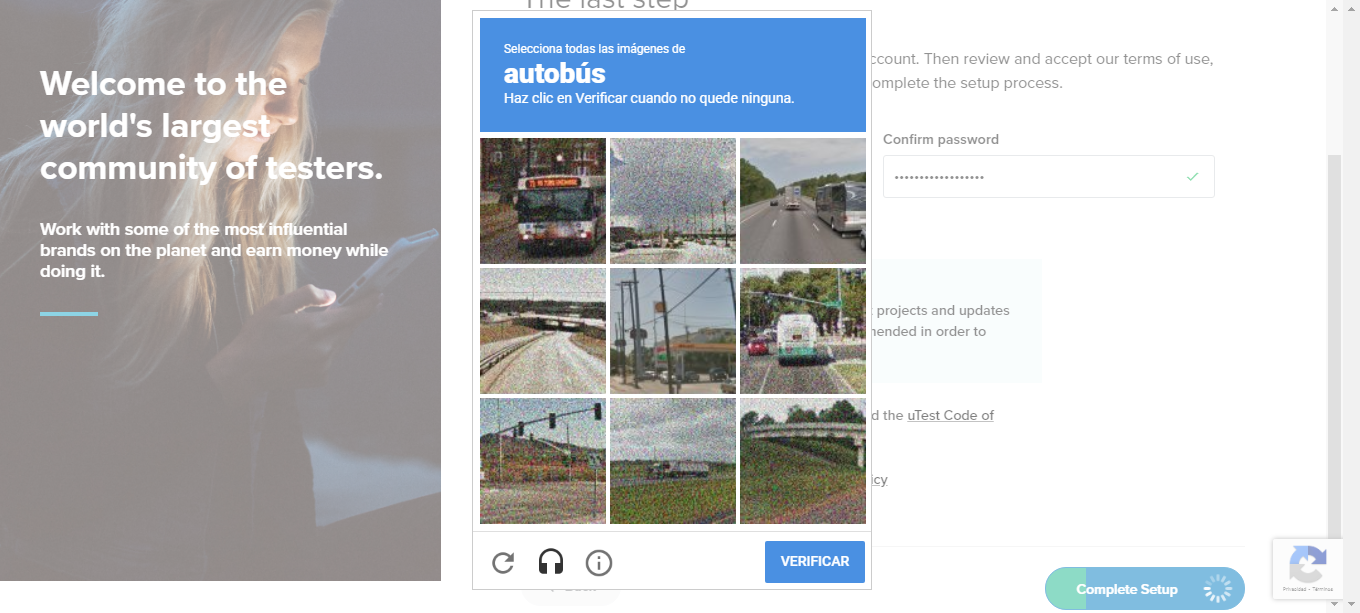 The last step
Welcome to the
world's largest
community of testers.
Work with some of the most influential
brands on the planet and earn money while
doing it.
Selecciona todas las imágenes de
autobús
Haz clic en Verificar cuando no quede ninguna.
VERIFICAR
ccount. Then review and accept our terms of use,
omplete the setup process.
Confirm password
••••••••••••••••••
projects and updates
nended in order to
d the uTest Code of
icy
Complete Setup
Privacidad - Términos